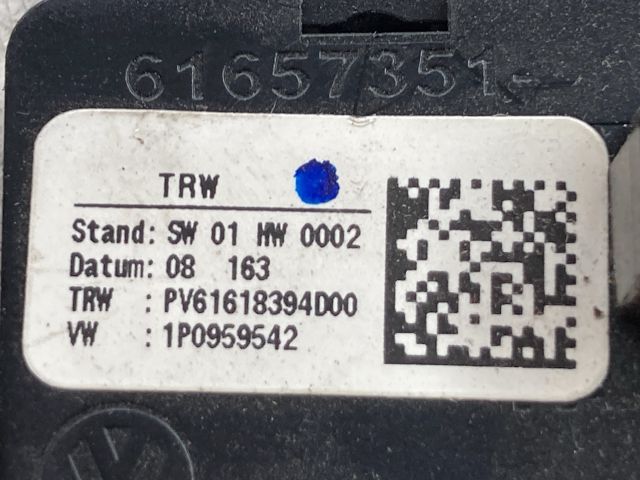 61657351-
TRW
Stand: SW 01 HW 0002
Datum: 08 163
TRW : PV61618394D00
VW : 1P0959542